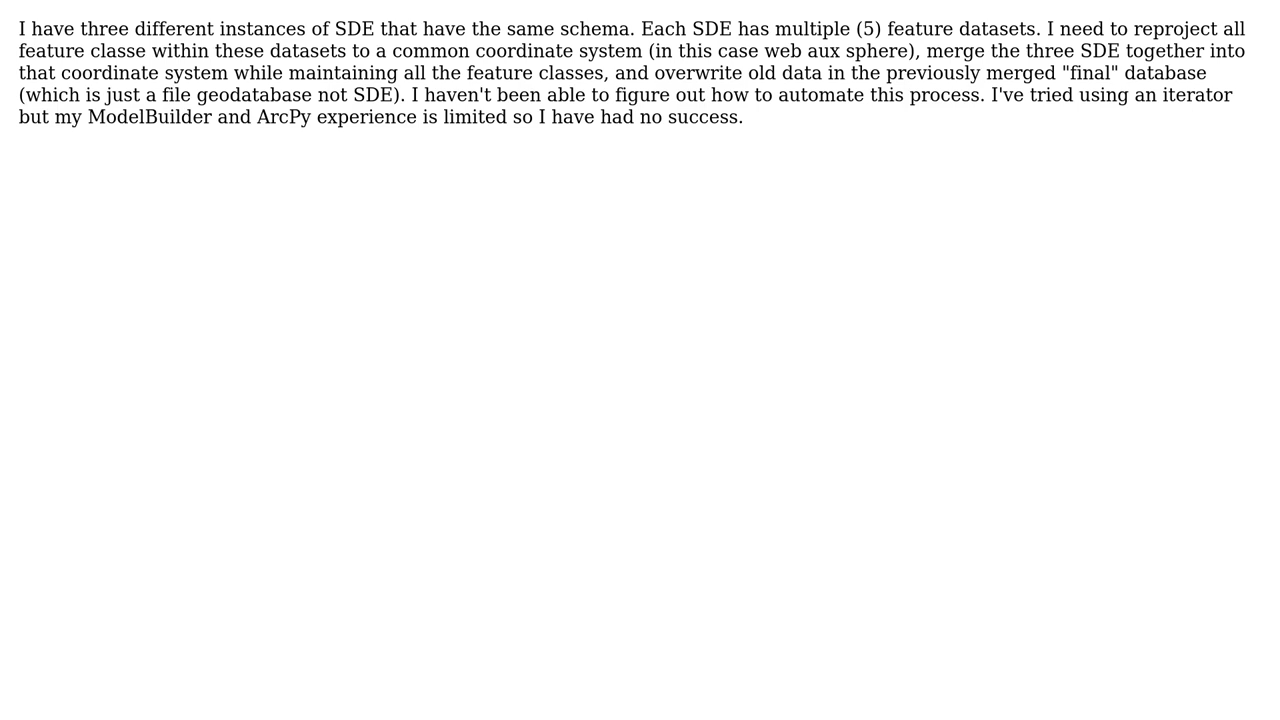 I have three different instances of SDE that have the same schema. Each SDE has multiple (5) feature datasets. I need to reproject all
feature classe within these datasets to a common coordinate system (in this case web aux sphere), merge the three SDE together into
that coordinate system while maintaining all the feature classes, and overwrite old data in the previously merged "final" database
(which is just a file geodatabase not SDE). I haven't been able to figure out how to automate this process. I've tried using an iterator
but my ModelBuilder and ArcPy experience is limited so I have had no success.